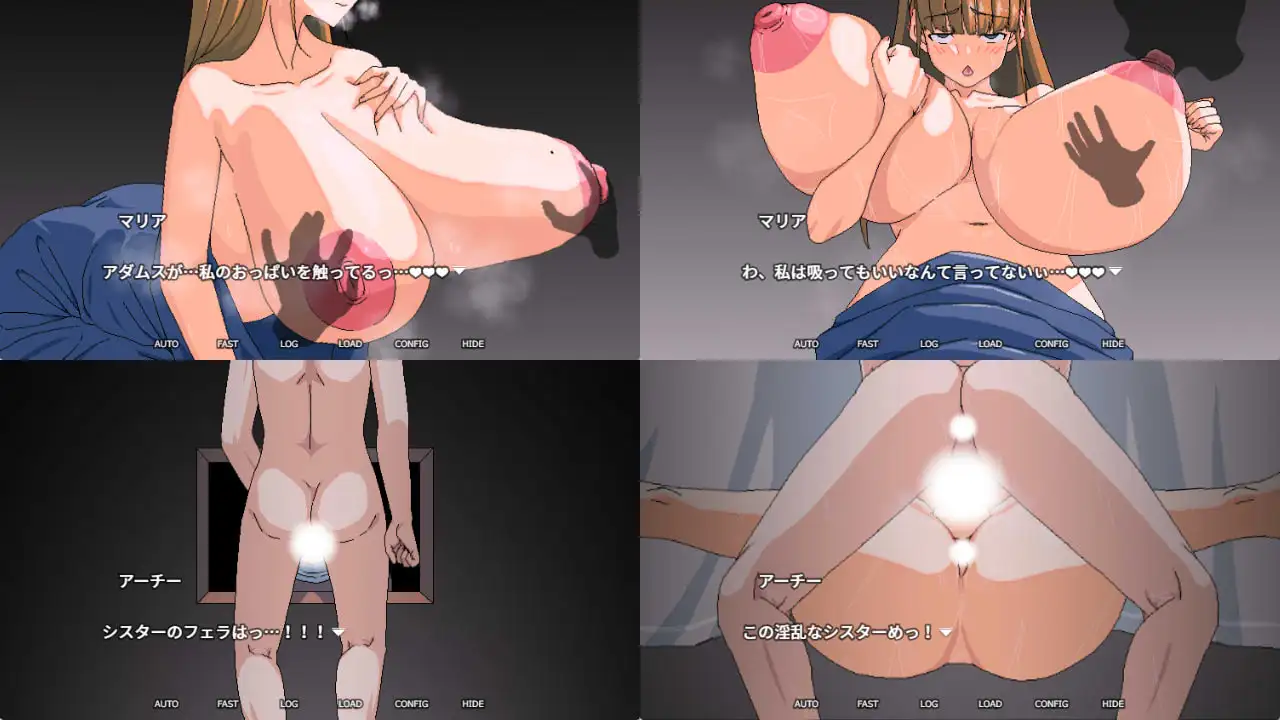 マリア
アダムスが…私のおっぱいを触ってるっ…❤❤❤
AUTO FAST LOG LOAD CONFIG HIDE
マリア
わ、私は吸ってもいいなんて言ってないぃ…❤❤❤
AUTO FAST LOG LOAD CONFIG HIDE
アーチー
シスターのフェラはっ…！！！
AUTO FAST LOG LOAD CONFIG HIDE
アーチー
この淫乱なシスターめっ！
AUTO FAST LOG LOAD CONFIG HIDE